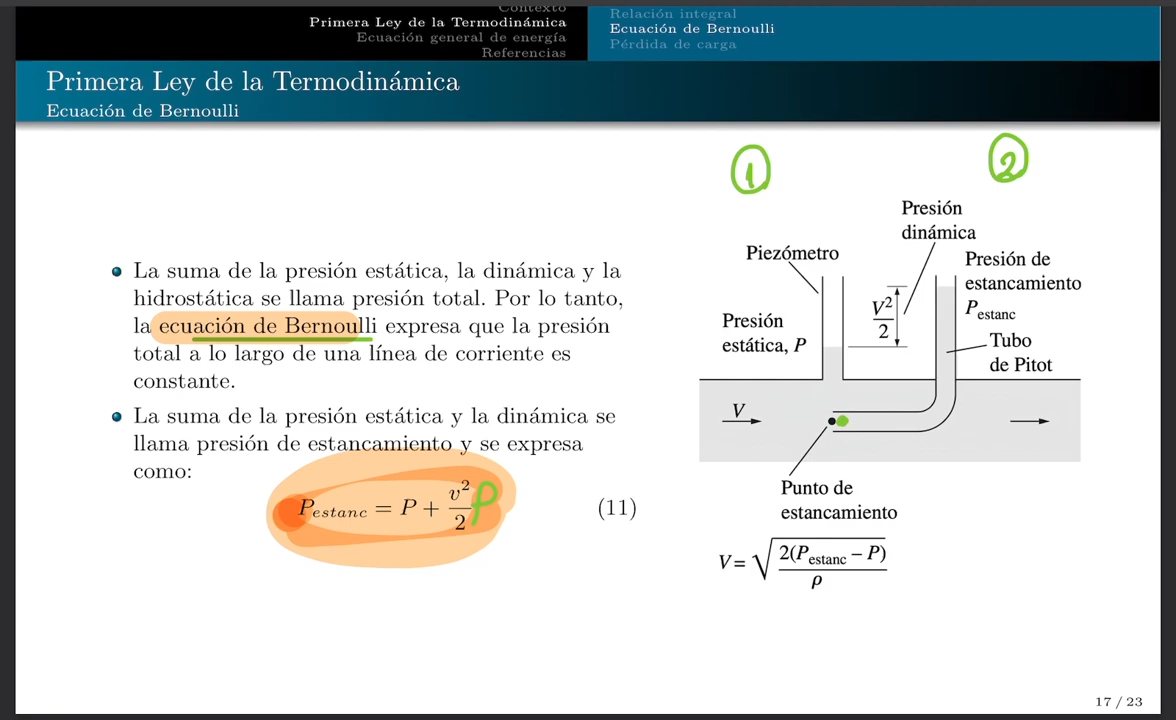 Contexto
Primera Ley de la Termodinámica
Ecuación general de energía
Referencias
Relación integral
Ecuación de Bernoulli
Pérdida de carga
Primera Ley de la Termodinámica
Ecuación de Bernoulli
La suma de la presión estática, la dinámica y la
hidrostática se llama presión total. Por lo tanto,
la ecuación de Bernoulli expresa que la presión
total a lo largo de una línea de corriente es
constante.
La suma de la presión estática y la dinámica se
llama presión de estancamiento y se expresa
como:
P_estanc = P + v²/2 ρ (11)
1
2
Presión
dinámica
Piezómetro
Presión de
estancamiento
P_estanc
V²/2
Presión
estática, P
Tubo
de Pitot
V
Punto de
estancamiento
V = √(2(P_estanc − P)/ρ)
17 / 23